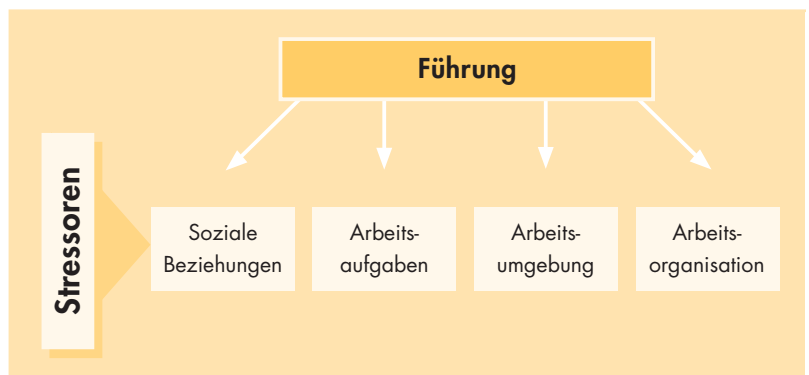 Führung
Stressoren
Soziale
Beziehungen
Arbeits-
aufgaben
Arbeits-
umgebung
Arbeits-
organisation